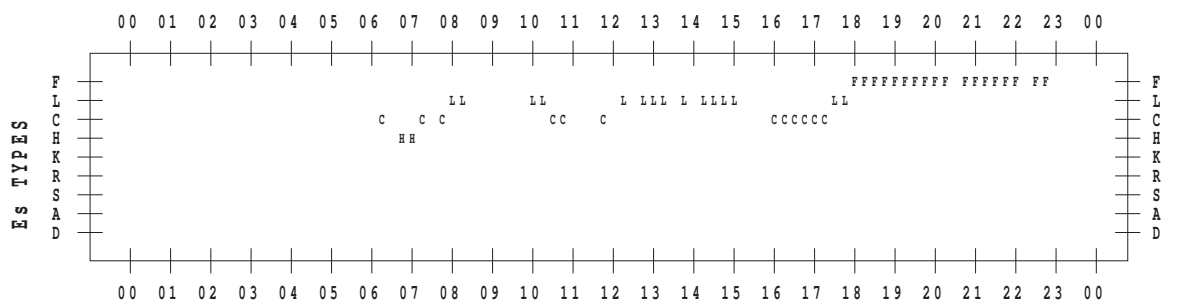 00 01 02 03 04 05 06 07 08 09 10 11 12 13 14 15 16 17 18 19 20 21 22 23 00
F FFFFFFFFFF FFFFFF FF F
L LL LL L LLL L LLLL LL L
C C C C CC C CCCCCC C
H HH H
K K
R R
S S
A A
D D
Es TYPES
00 01 02 03 04 05 06 07 08 09 10 11 12 13 14 15 16 17 18 19 20 21 22 23 00